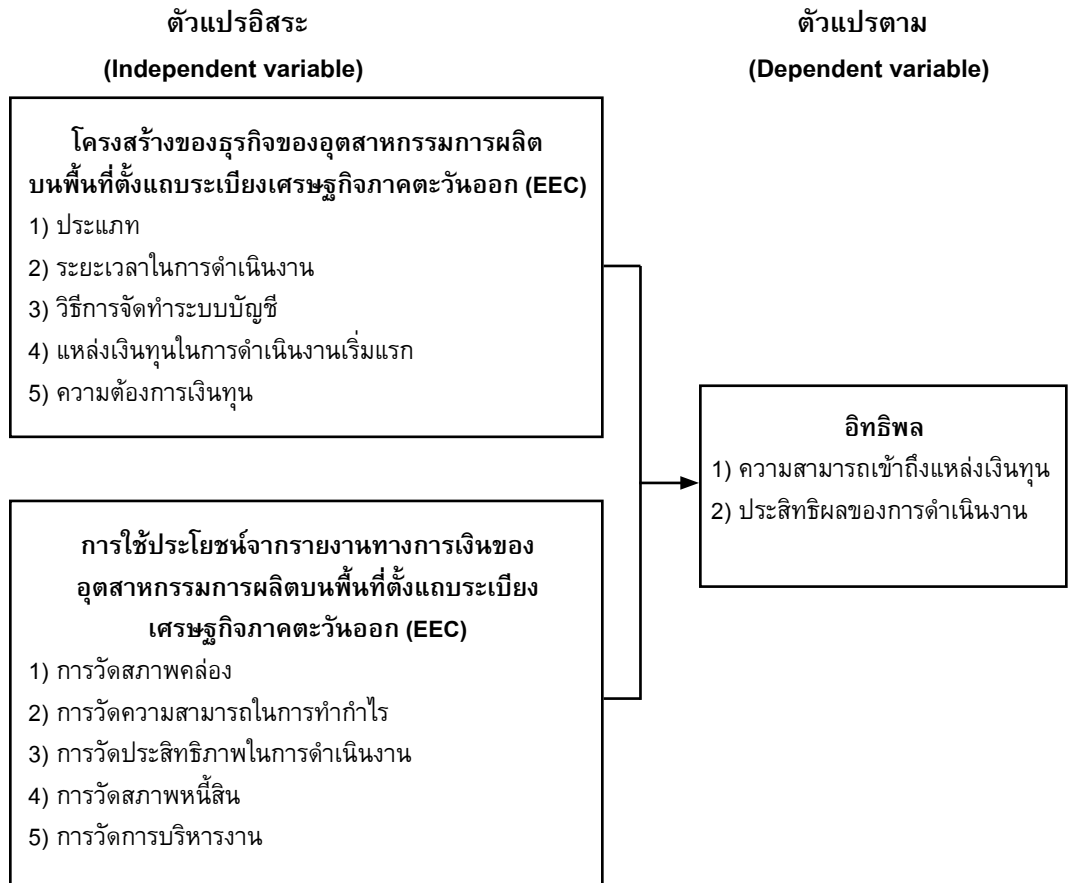 ตัวแปรอิสระ
(Independent variable)
ตัวแปรตาม
(Dependent variable)
โครงสร้างของธุรกิจของอุตสาหกรรมการผลิต
บนพื้นที่ตั้งแถบระเบียงเศรษฐกิจภาคตะวันออก (EEC)
1) ประแภท
2) ระยะเวลาในการดำเนินงาน
3) วิธีการจัดทำระบบบัญชี
4) แหล่งเงินทุนในการดำเนินงานเริ่มแรก
5) ความต้องการเงินทุน
การใช้ประโยชน์จากรายงานทางการเงินของ
อุตสาหกรรมการผลิตบนพื้นที่ตั้งแถบระเบียง
เศรษฐกิจภาคตะวันออก (EEC)
1) การวัดสภาพคล่อง
2) การวัดความสามารถในการทำกำไร
3) การวัดประสิทธิภาพในการดำเนินงาน
4) การวัดสภาพหนี้สิน
5) การวัดการบริหารงาน
อิทธิพล
1) ความสามารถเข้าถึงแหล่งเงินทุน
2) ประสิทธิผลของการดำเนินงาน